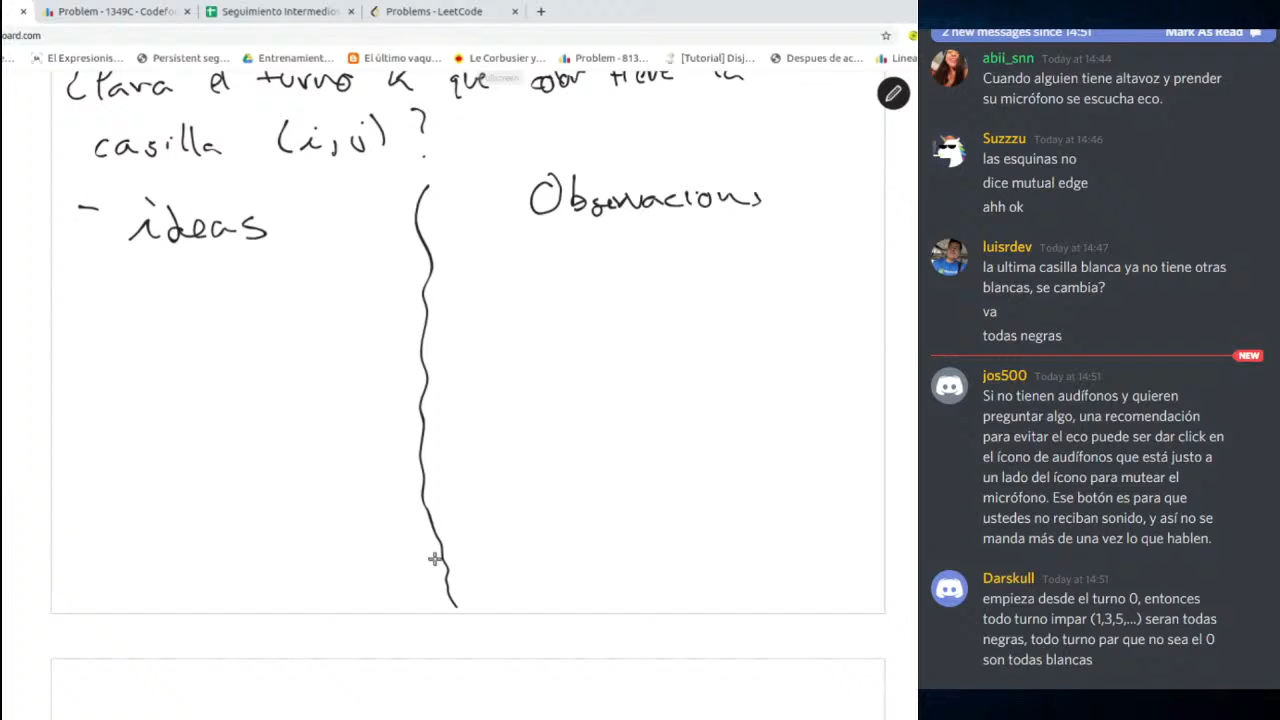 Problem - 1349C - Codefo
Seguimiento Intermedios
Problems - LeetCode
oard.com
El Expresionis...
Persistent seg...
Entrenamiento...
El último vaqu...
Le Corbusier y...
Problem - 813...
[Tutorial] Disj...
Despues de ac...
Linea
¿Para el turno k que color tiene la
casilla (i,j)?
- ideas
Observacions
2 new messages since 14:51 Mark As Read
abii_snn Today at 14:44
Cuando alguien tiene altavoz y prender
su micrófono se escucha eco.
Suzzzu Today at 14:46
las esquinas no
dice mutual edge
ahh ok
luisrdev Today at 14:47
la ultima casilla blanca ya no tiene otras
blancas, se cambia?
va
todas negras
NEW
jos500 Today at 14:51
Si no tienen audífonos y quieren
preguntar algo, una recomendación
para evitar el eco puede ser dar click en
el ícono de audífonos que está justo a
un lado del ícono para mutear el
micrófono. Ese botón es para que
ustedes no reciban sonido, y así no se
manda más de una vez lo que hablen.
Darskull Today at 14:51
empieza desde el turno 0, entonces
todo turno impar (1,3,5,...) seran todas
negras, todo turno par que no sea el 0
son todas blancas